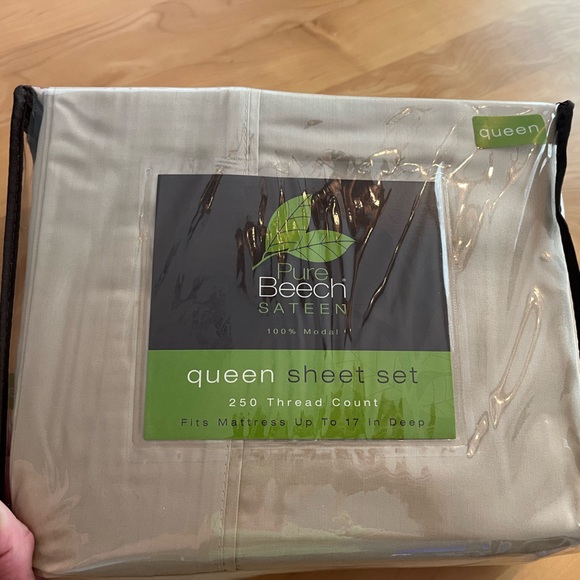 queen
Pure
Beech®
SATEEN
100% Modal
queen sheet set
250 Thread Count
Fits Mattress Up To 17 in Deep